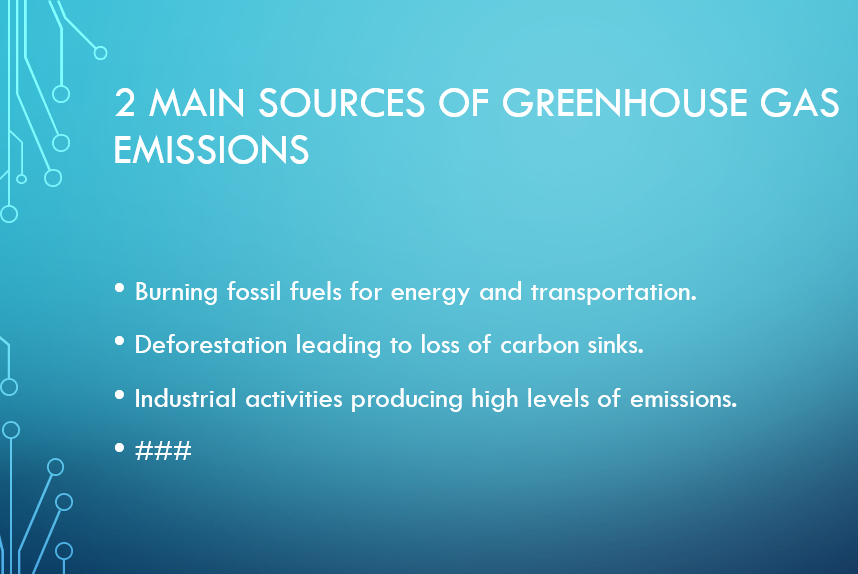 2 MAIN SOURCES OF GREENHOUSE GAS
EMISSIONS
• Burning fossil fuels for energy and transportation.
• Deforestation leading to loss of carbon sinks.
• Industrial activities producing high levels of emissions.
• ###